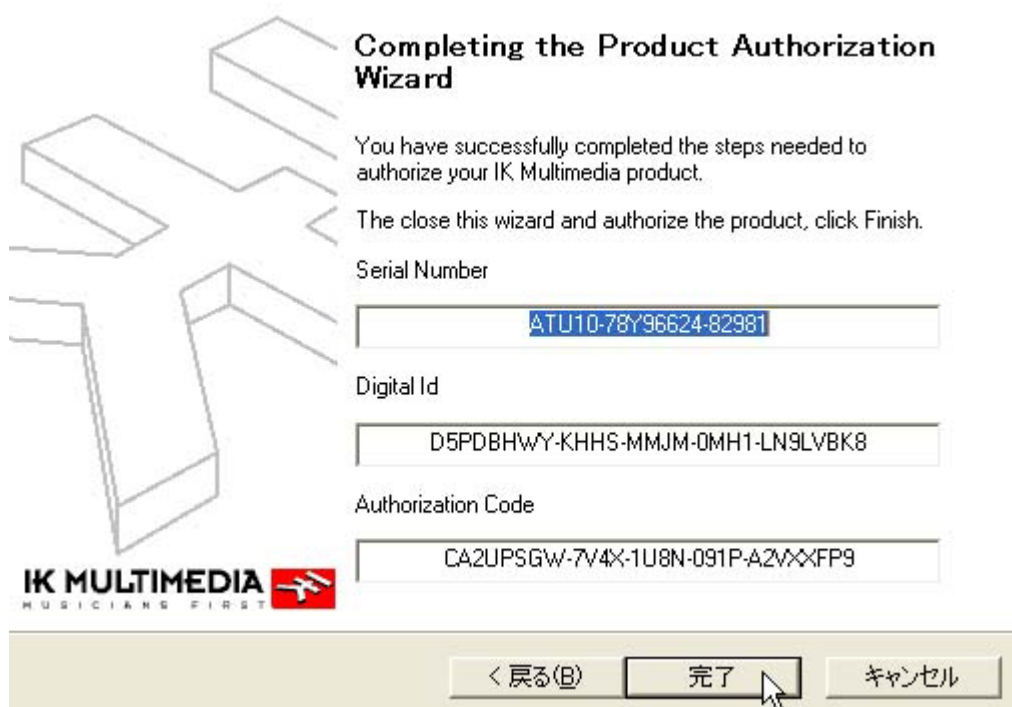 Completing the Product Authorization
Wizard
You have successfully completed the steps needed to
authorize your IK Multimedia product.
The close this wizard and authorize the product, click Finish.
Serial Number
ATU10-78Y96624-82981
Digital Id
D5PDBHWY-KHHS-MMJM-0MH1-LN9LVBK8
Authorization Code
CA2UPSGW-7V4X-1U8N-091P-A2VXXFP9
IK MULTIMEDIA
MUSICIANS FIRST
< 戻る(B)
完了
キャンセル